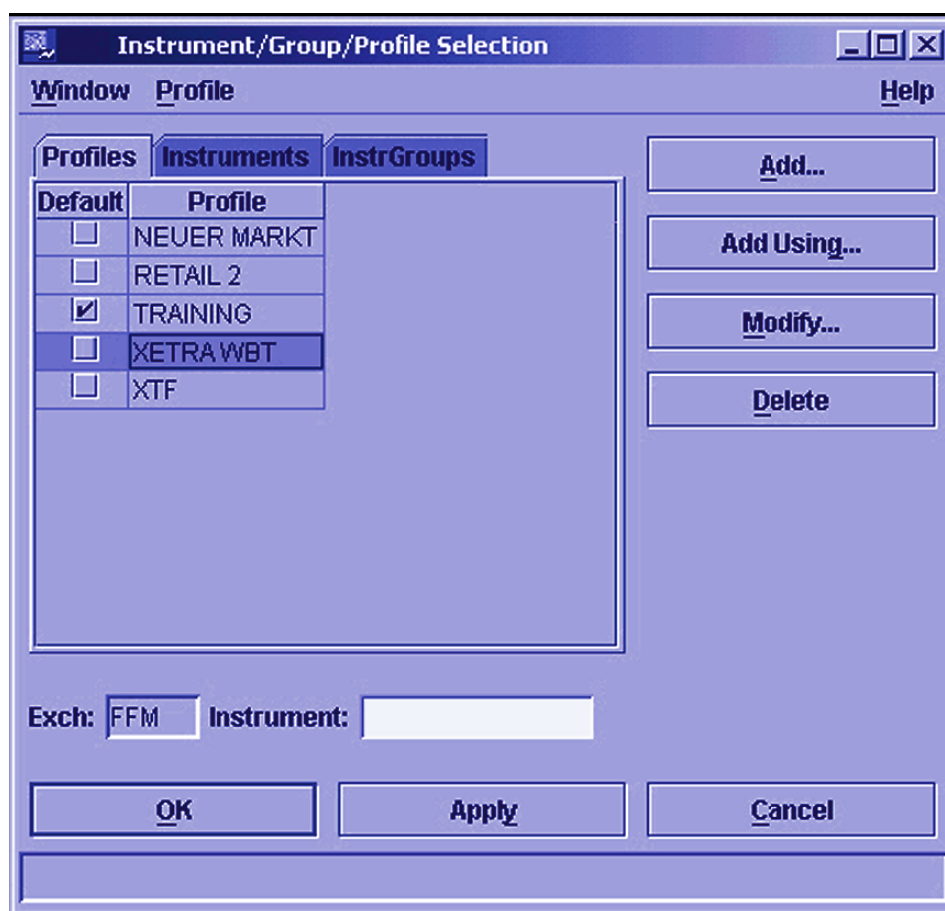 Instrument/Group/Profile Selection
Window Profile Help
Profiles Instruments InstrGroups
Add...
Default Profile
NEUER MARKT
Add Using...
RETAIL 2
TRAINING
Modify...
XETRA WBT
XTF
Delete
Exch: FFM Instrument:
OK Apply Cancel